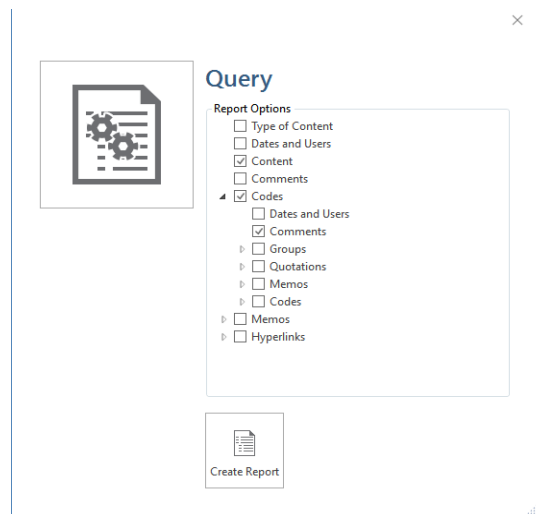 Query
Report Options
Type of Content
Dates and Users
Content
Comments
Codes
Dates and Users
Comments
Groups
Quotations
Memos
Codes
Memos
Hyperlinks
Create Report